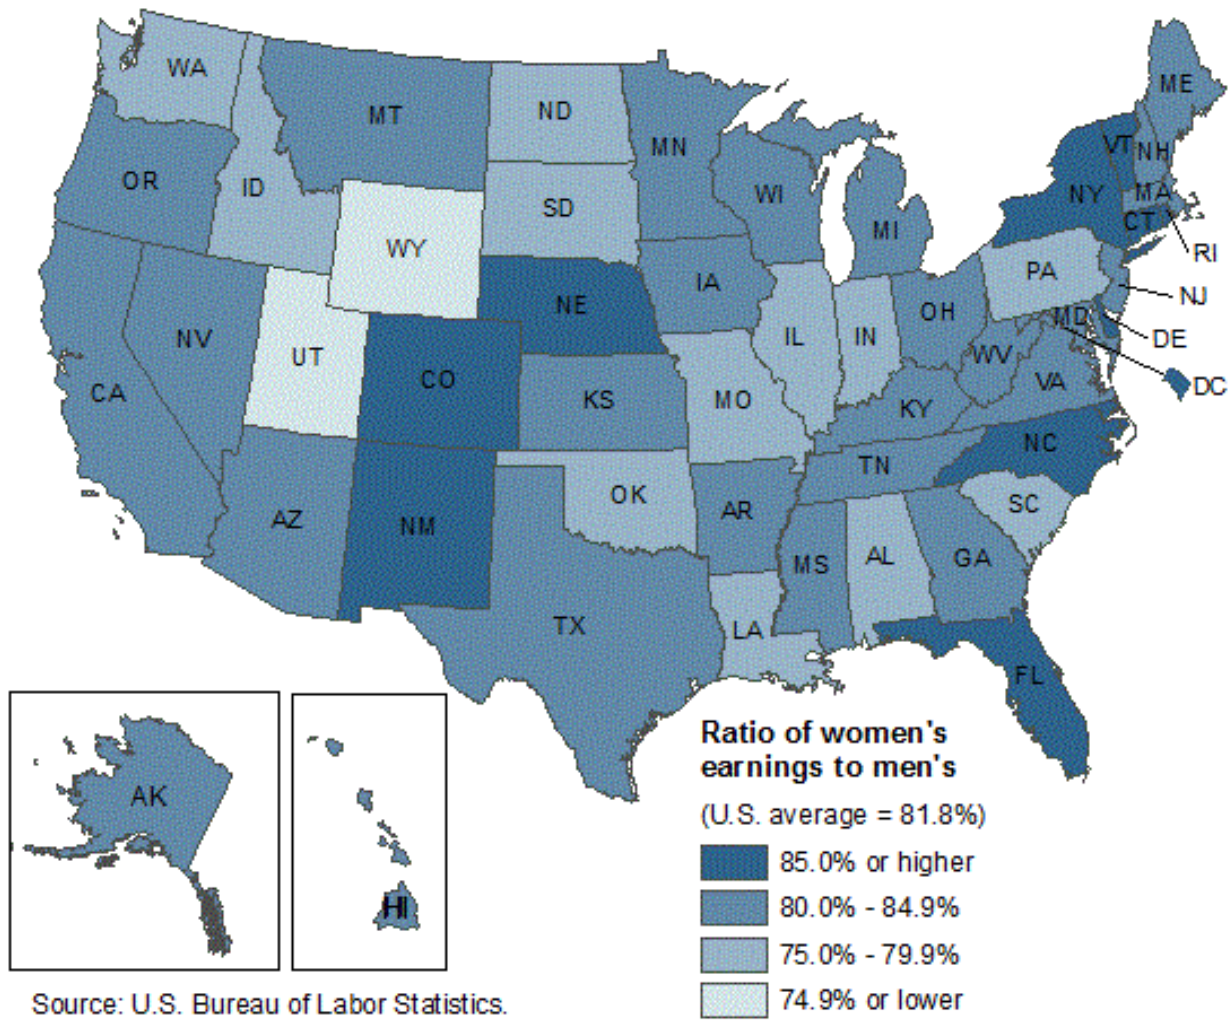 WA
MT
ND
MN
ME
VT
NH
OR
ID
SD
WI
NY
MA
MI
CT
WY
RI
IA
PA
NJ
NE
OH
MD
NV
IL
IN
DE
UT
WV
CO
VA
DC
CA
KS
MO
KY
NC
TN
OK
AR
SC
AZ
NM
MS
AL
GA
TX
LA
FL
AK
HI
Ratio of women's
earnings to men's
(U.S. average = 81.8%)
85.0% or higher
80.0% - 84.9%
75.0% - 79.9%
74.9% or lower
Source: U.S. Bureau of Labor Statistics.